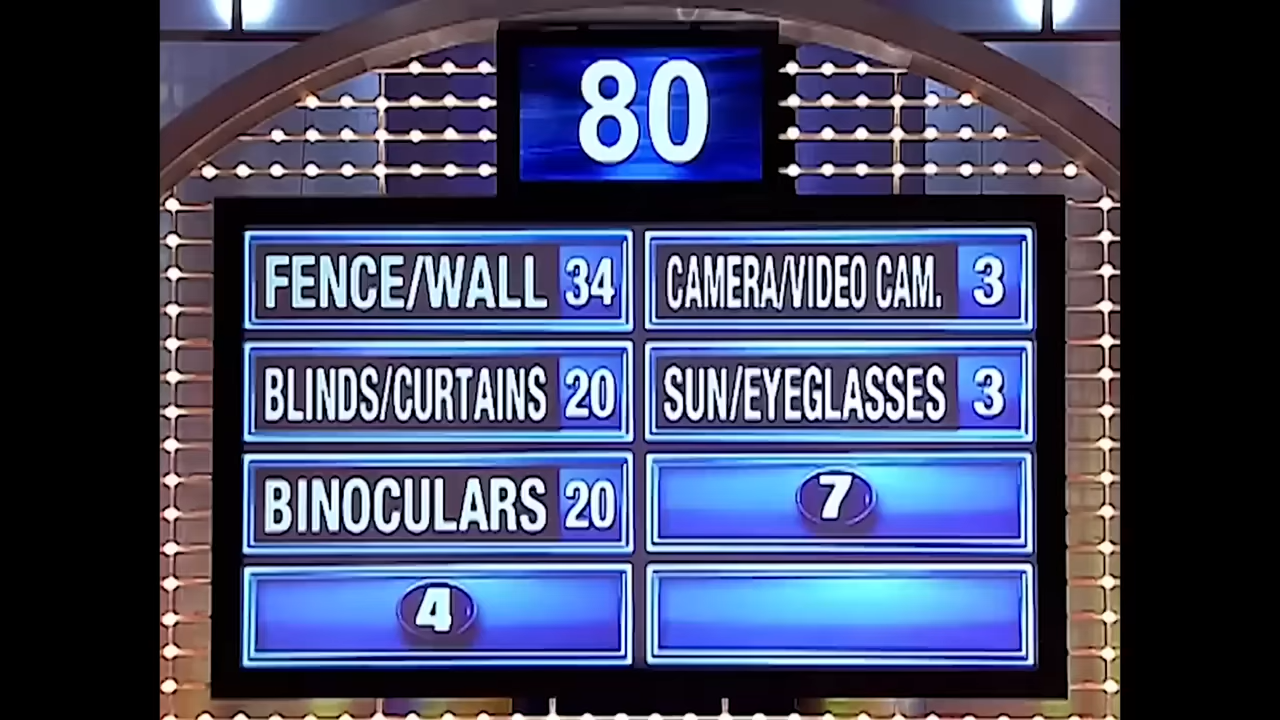 80
FENCE/WALL 34
BLINDS/CURTAINS 20
BINOCULARS 20
4
CAMERA/VIDEO CAM. 3
SUN/EYEGLASSES 3
7